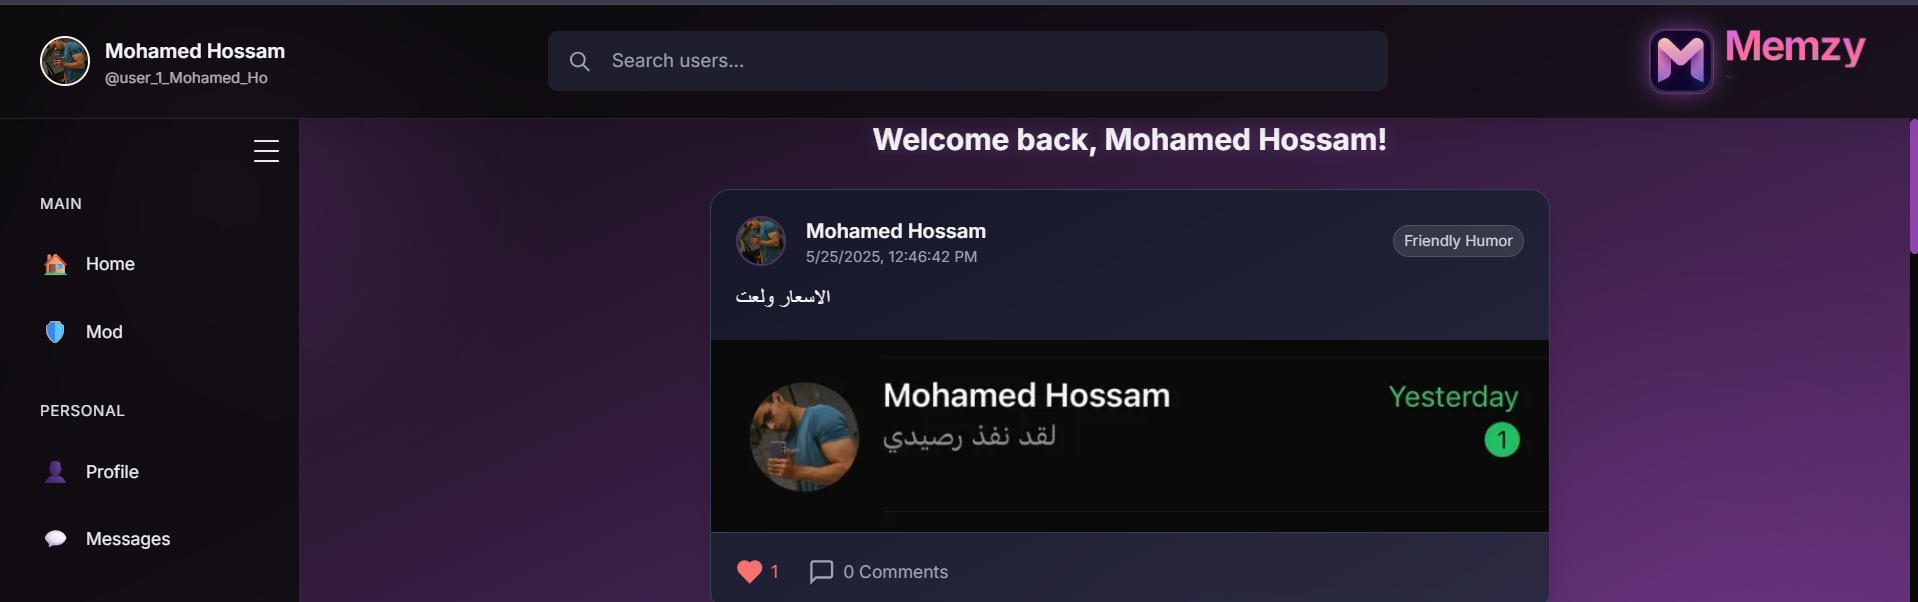 Mohamed Hossam
@user_1_Mohamed_Ho
Search users...
Memzy
MAIN
Home
Mod
PERSONAL
Profile
Messages
Welcome back, Mohamed Hossam!
Mohamed Hossam
5/25/2025, 12:46:42 PM
Friendly Humor
الاسعار ولعت
Mohamed Hossam
Yesterday
لقد نفذ رصيدي
1
1
0 Comments